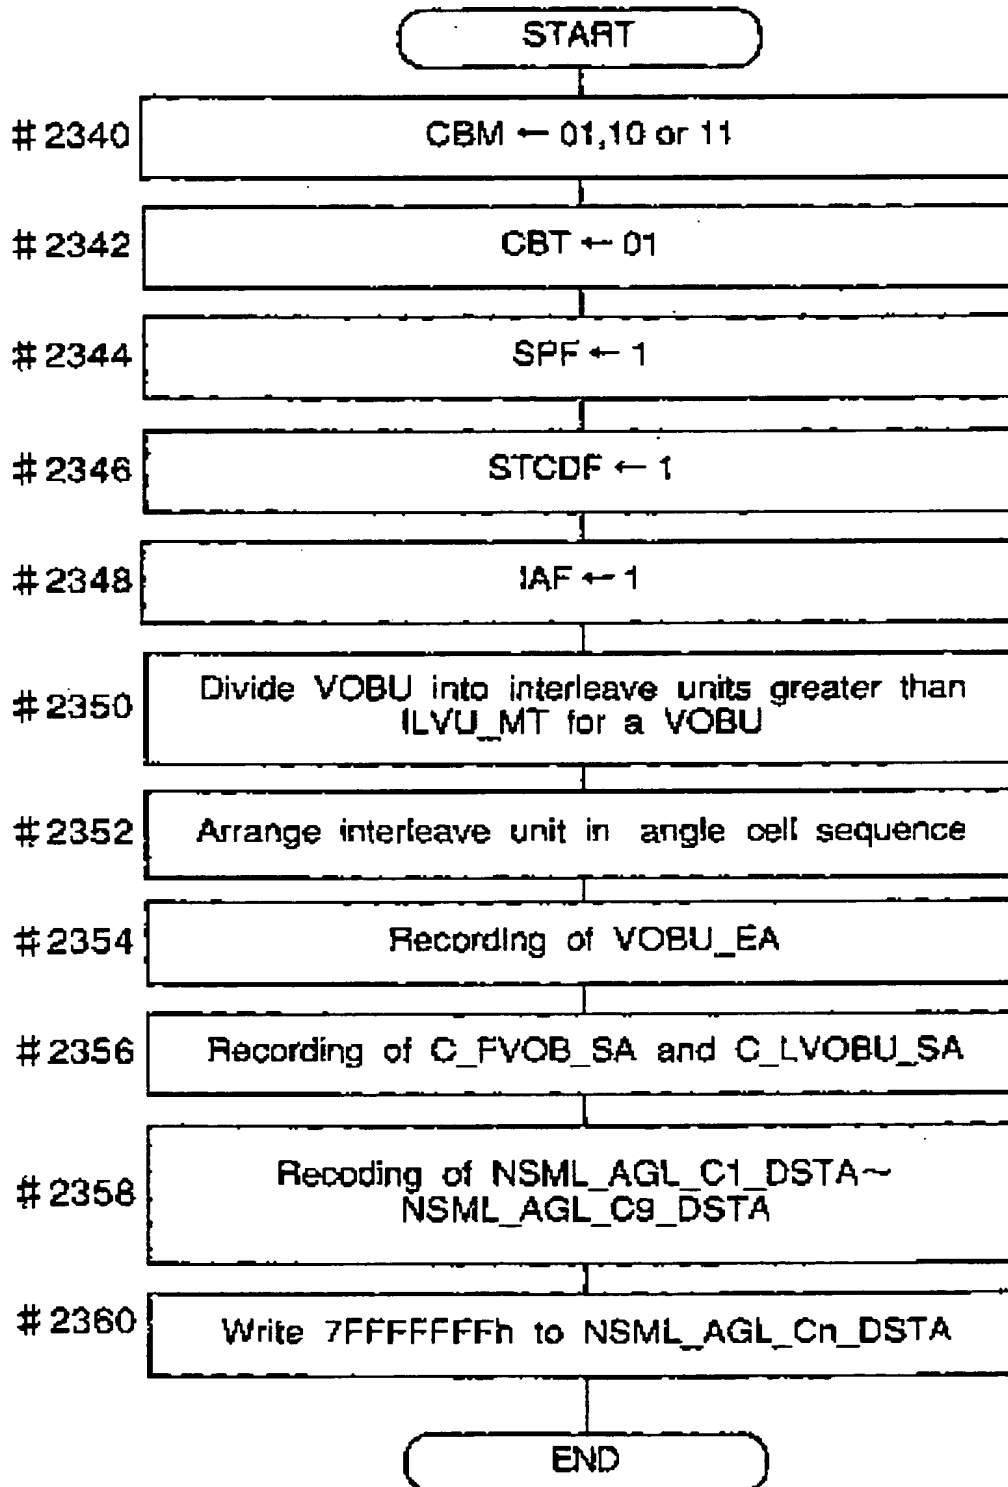 START
#2340 CBM ← 01,10 or 11
#2342 CBT ← 01
#2344 SPF ← 1
#2346 STCDF ← 1
#2348 IAF ← 1
#2350 Divide VOBU into interleave units greater than
ILVU_MT for a VOBU
#2352 Arrange interleave unit in angle cell sequence
#2354 Recording of VOBU_EA
#2356 Recording of C_FVOB_SA and C_LVOBU_SA
#2358 Recoding of NSML_AGL_C1_DSTA~
NSML_AGL_C9_DSTA
#2360 Write 7FFFFFFFh to NSML_AGL_Cn_DSTA
END